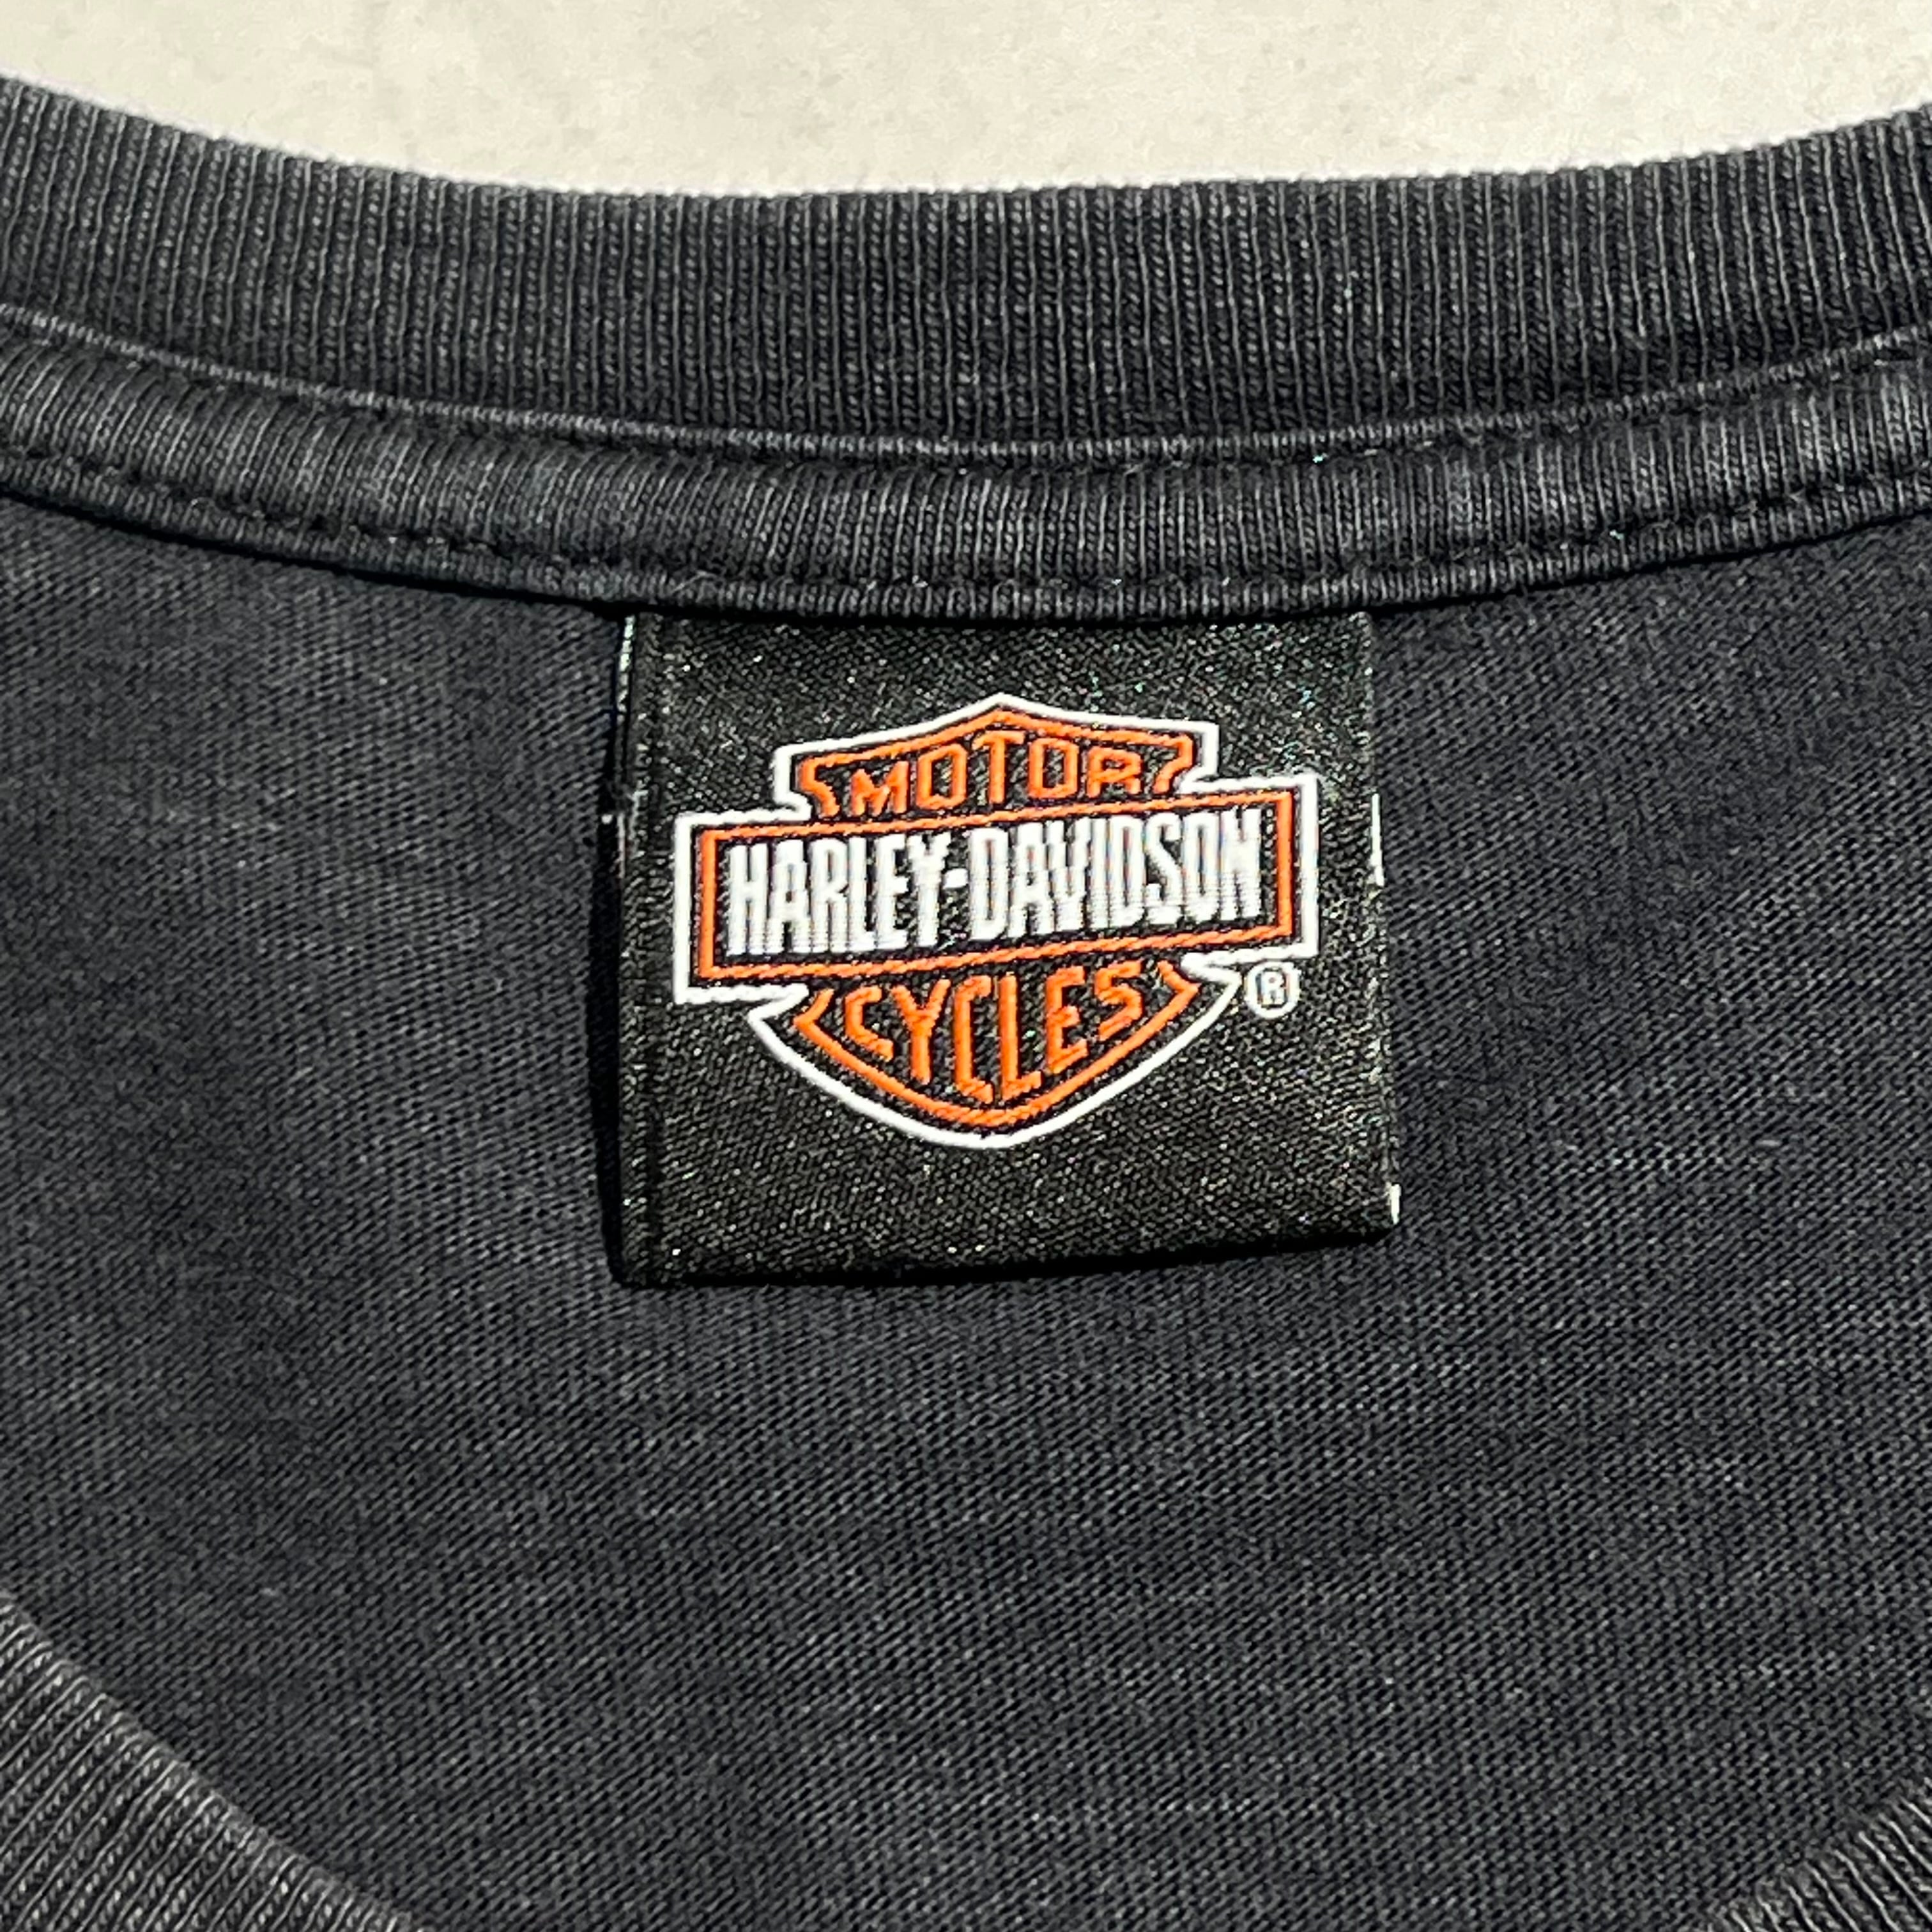 MOTOR
HARLEY-DAVIDSON
CYCLES
®